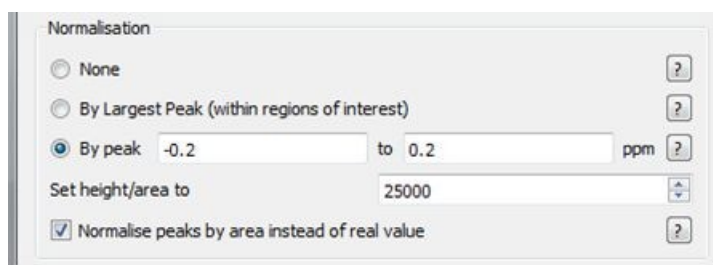 Normalisation
None ?
By Largest Peak (within regions of interest) ?
By peak -0.2 to 0.2 ppm ?
Set height/area to 25000
Normalise peaks by area instead of real value ?